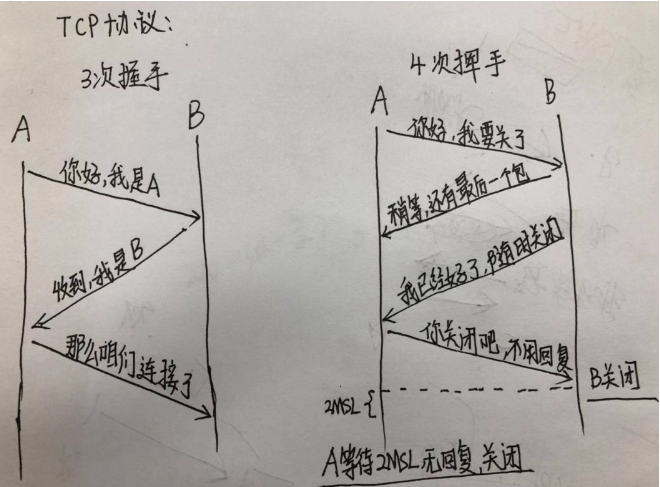 TCP协议:
3次握手
A
B
你好,我是A
收到,我是B
那么咱们连接了
4次挥手
A
B
你好,我要关了
稍等,还有最后一个包
我已经好了,随时关闭
你关闭吧,不用回复
B关闭
2MSL{
A等待2MSL无回复,关闭